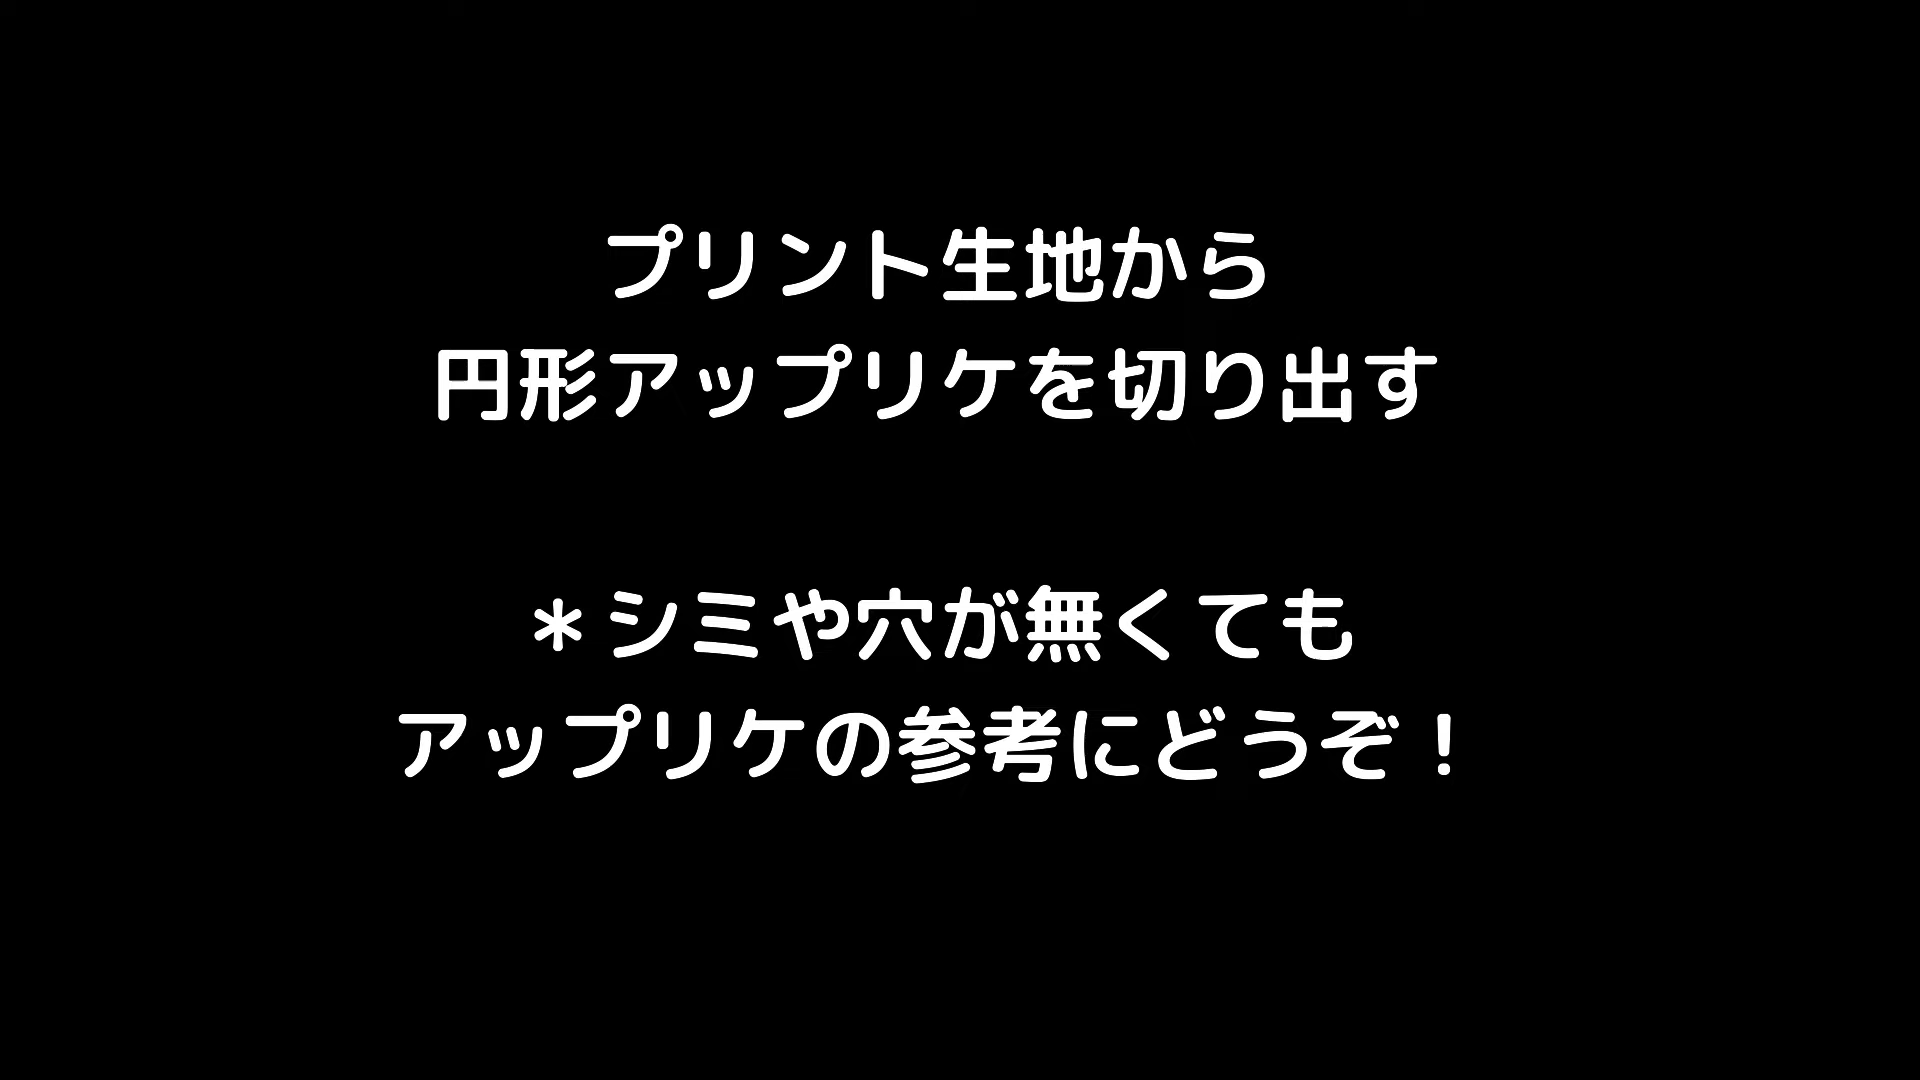 プリント生地から
円形アップリケを切り出す
＊シミや穴が無くても
アップリケの参考にどうぞ！